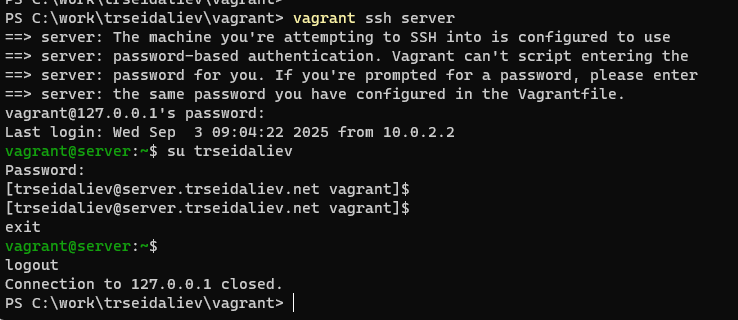 PS C:\work\trseidaliev\vagrant>
PS C:\work\trseidaliev\vagrant> vagrant ssh server
==> server: The machine you're attempting to SSH into is configured to use
==> server: password-based authentication. Vagrant can't script entering the
==> server: password for you. If you're prompted for a password, please enter
==> server: the same password you have configured in the Vagrantfile.
vagrant@127.0.0.1's password:
Last login: Wed Sep  3 09:04:22 2025 from 10.0.2.2
vagrant@server:~$ su trseidaliev
Password:
[trseidaliev@server.trseidaliev.net vagrant]$
[trseidaliev@server.trseidaliev.net vagrant]$
exit
vagrant@server:~$
logout
Connection to 127.0.0.1 closed.
PS C:\work\trseidaliev\vagrant>